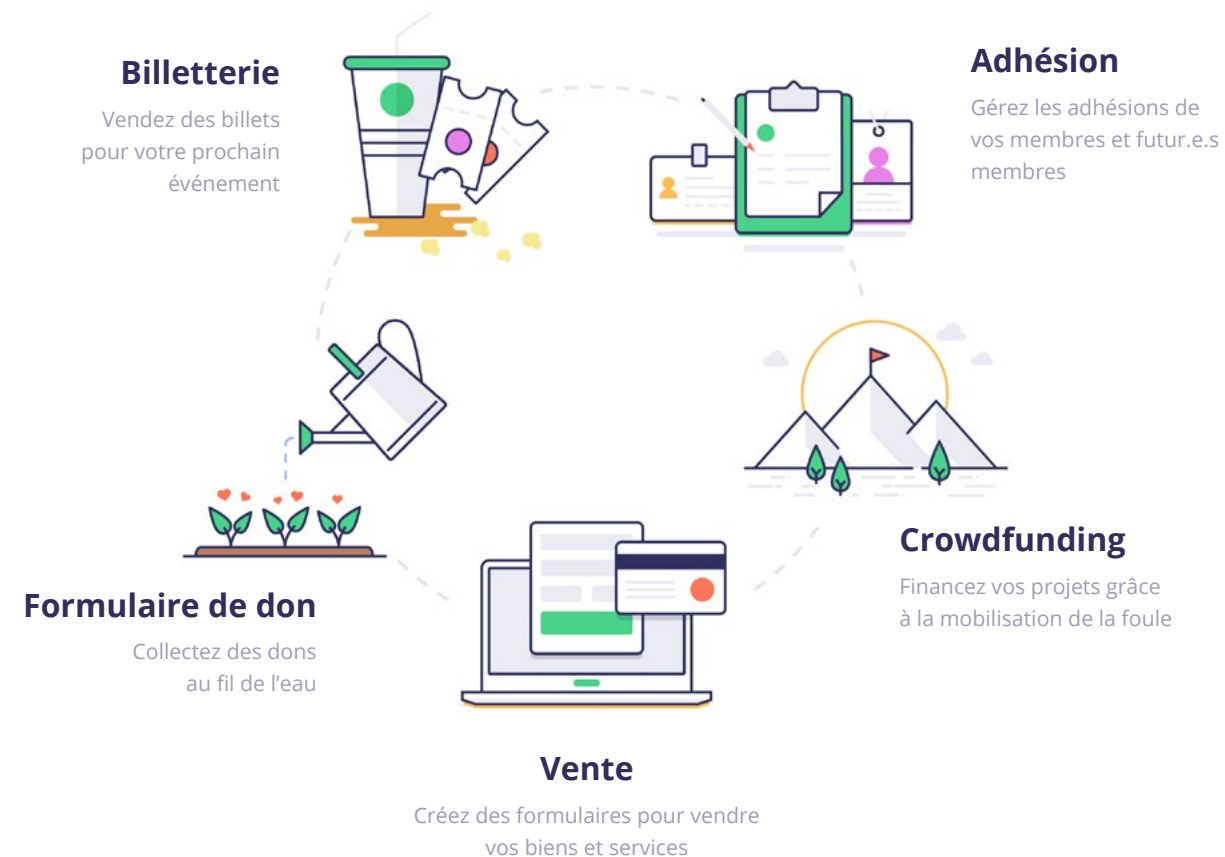 Billetterie
Vendez des billets
pour votre prochain
événement
Adhésion
Gérez les adhésions de
vos membres et futur.e.s
membres
Crowdfunding
Financez vos projets grâce
à la mobilisation de la foule
Formulaire de don
Collectez des dons
au fil de l’eau
Vente
Créez des formulaires pour vendre
vos biens et services